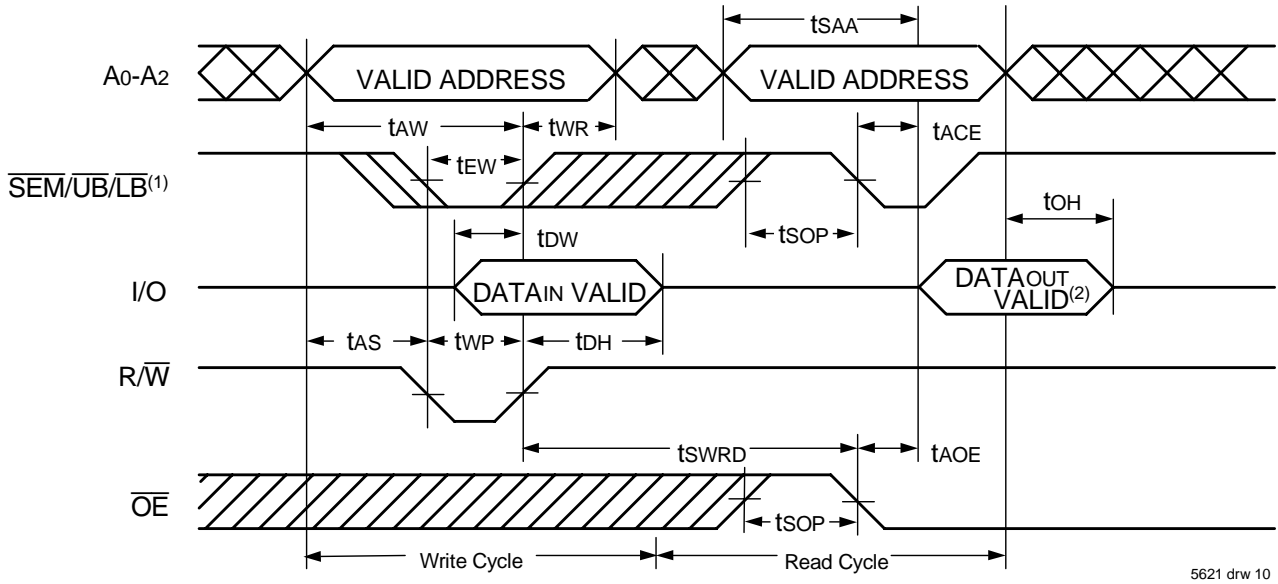 tSAA
A0-A2
VALID ADDRESS
VALID ADDRESS
tAW
tWR
tACE
tEW
SEM/UB/LB(1)
tOH
tSOP
tDW
I/O
DATAIN VALID
DATAOUT
VALID(2)
tAS
tWP
tDH
R/W
tSWRD
tAOE
OE
tSOP
Write Cycle
Read Cycle
5621 drw 10